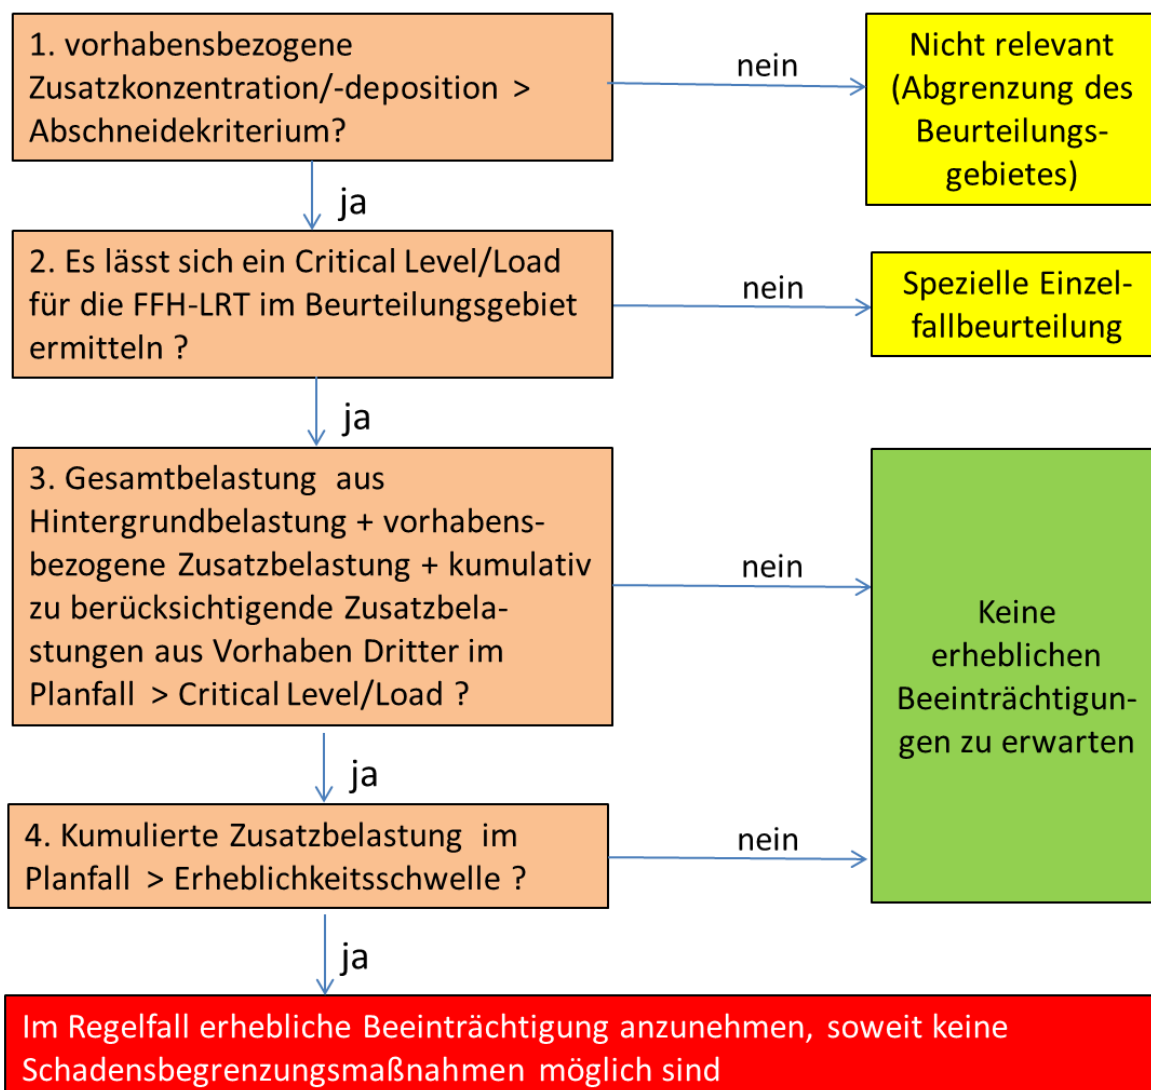 1. vorhabensbezogene
Zusatzkonzentration/-deposition >
Abschneidekriterium?
nein
Nicht relevant
(Abgrenzung des
Beurteilungs-
gebietes)
ja
2. Es lässt sich ein Critical Level/Load
für die FFH-LRT im Beurteilungsgebiet
ermitteln ?
nein
Spezielle Einzel-
fallbeurteilung
ja
3. Gesamtbelastung aus
Hintergrundbelastung + vorhabens-
bezogene Zusatzbelastung + kumulativ
zu berücksichtigende Zusatzbela-
stungen aus Vorhaben Dritter im
Planfall > Critical Level/Load ?
nein
Keine
erheblichen
Beeinträchtigun-
gen zu erwarten
ja
4. Kumulierte Zusatzbelastung im
Planfall > Erheblichkeitsschwelle ?
nein
ja
Im Regelfall erhebliche Beeinträchtigung anzunehmen, soweit keine
Schadensbegrenzungsmaßnahmen möglich sind